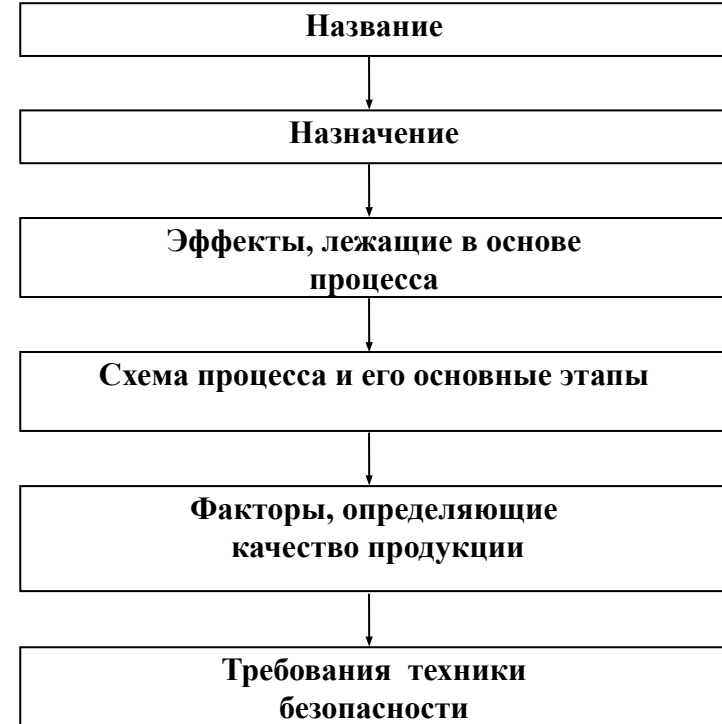 Название
Назначение
Эффекты, лежащие в основе
процесса
Схема процесса и его основные этапы
Факторы, определяющие
качество продукции
Требования техники
безопасности